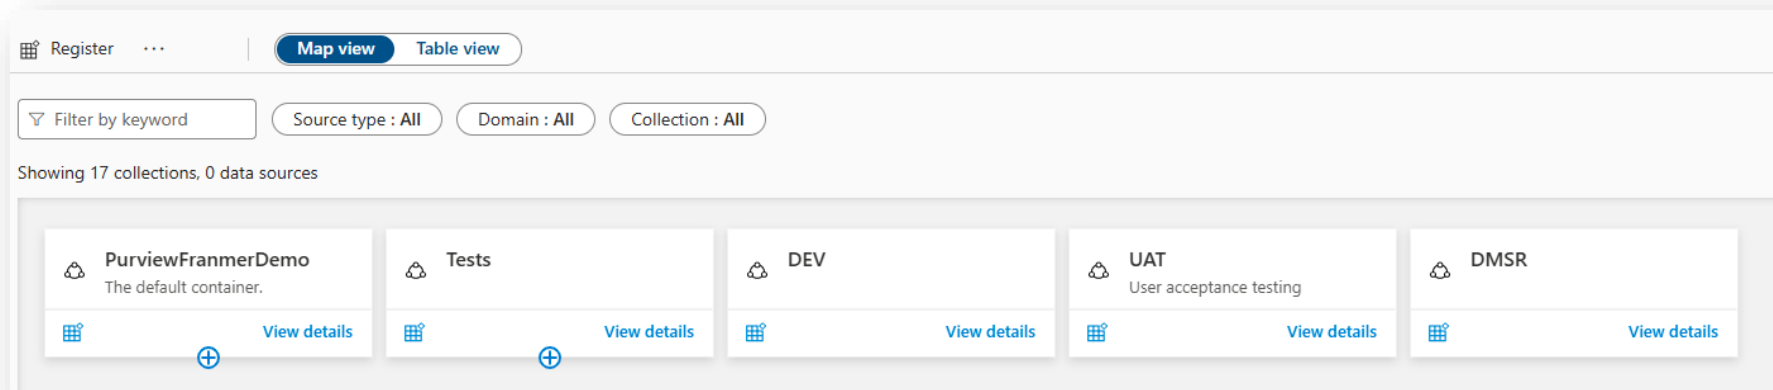 Register ...
Map view Table view
Filter by keyword Source type : All Domain : All Collection : All
Showing 17 collections, 0 data sources
PurviewFranmerDemo
The default container.
View details
Tests
View details
DEV
View details
UAT
User acceptance testing
View details
DMSR
View details